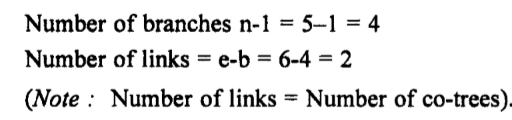 Number of branches n-1 = 5–1 = 4
Number of links = e-b = 6-4 = 2
(Note : Number of links = Number of co-trees).